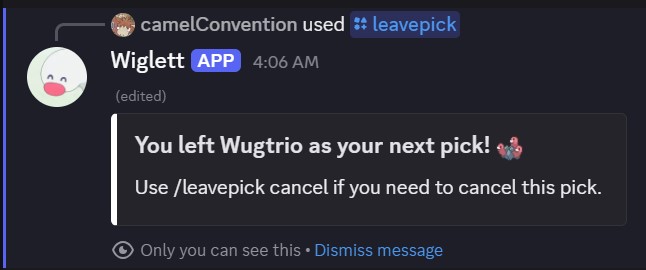 camelConvention used leavepick
Wiglett APP 4:06 AM
(edited)
You left Wugtrio as your next pick!
Use /leavepick cancel if you need to cancel this pick.
Only you can see this • Dismiss message